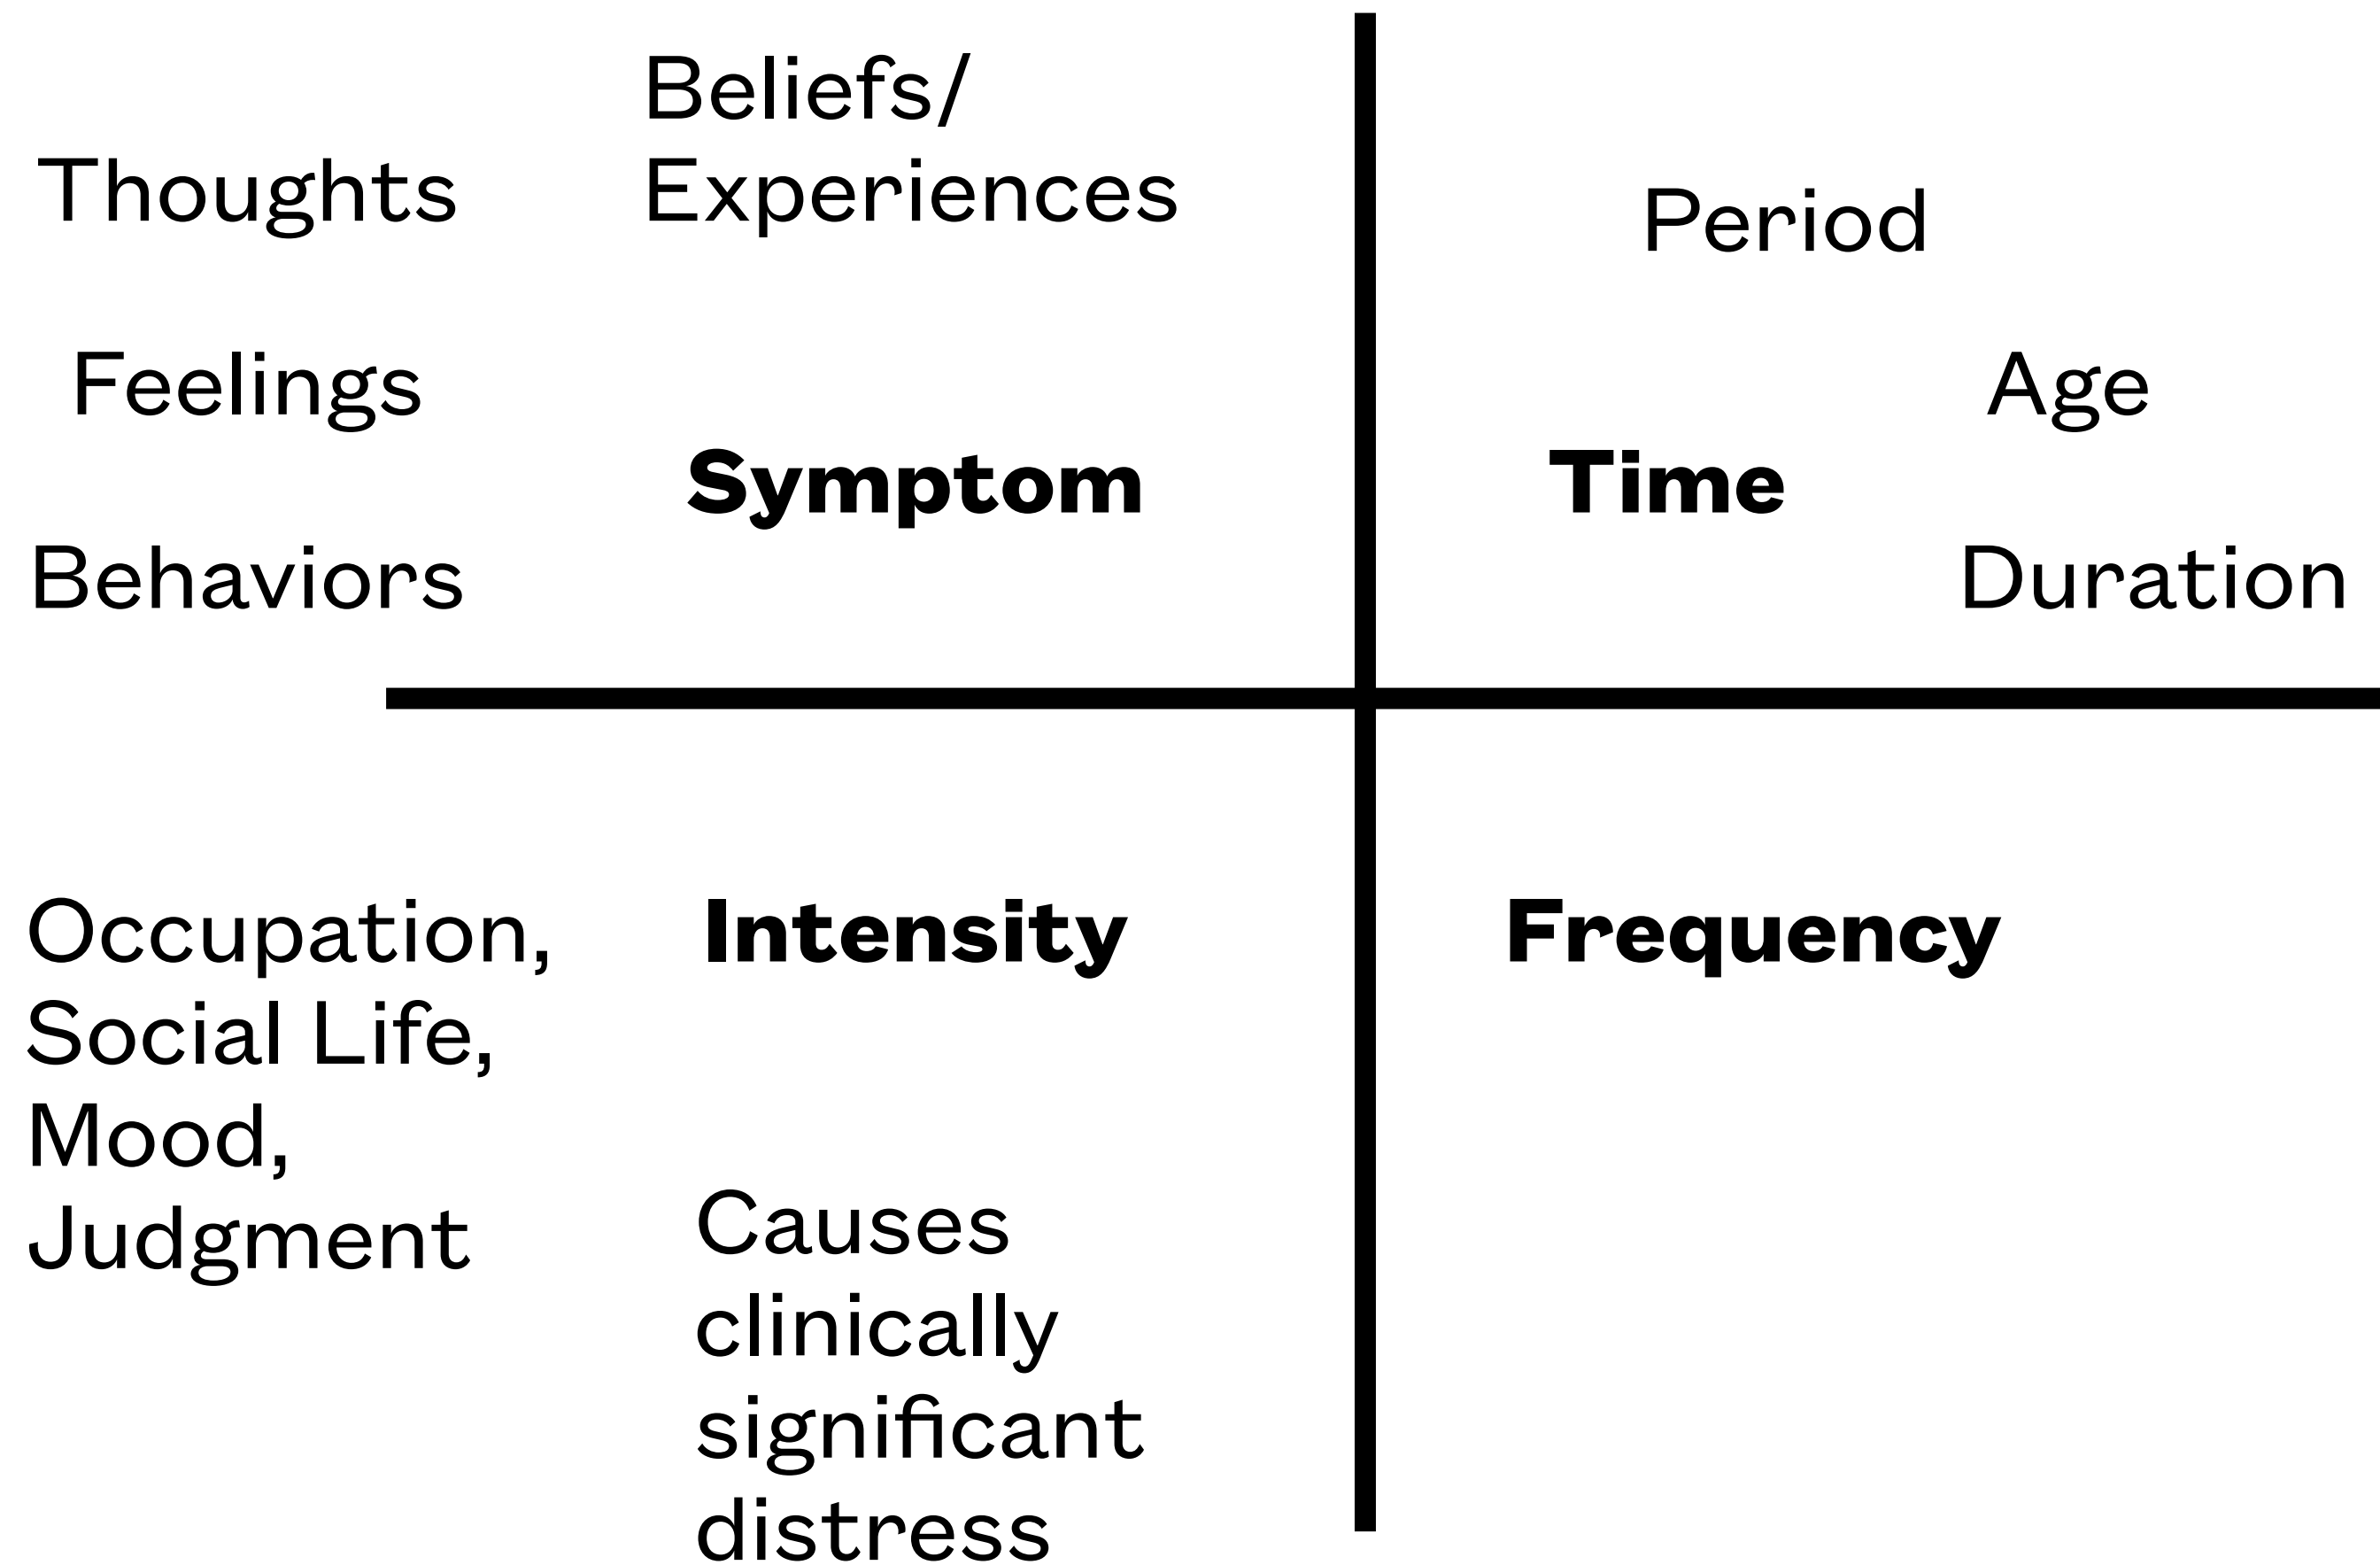 Beliefs/
Experiences
Thoughts
Feelings
Symptom
Behaviors
Period
Age
Time
Duration
Occupation,
Social Life,
Mood,
Judgment
Intensity
Causes
clinically
significant
distress
Frequency